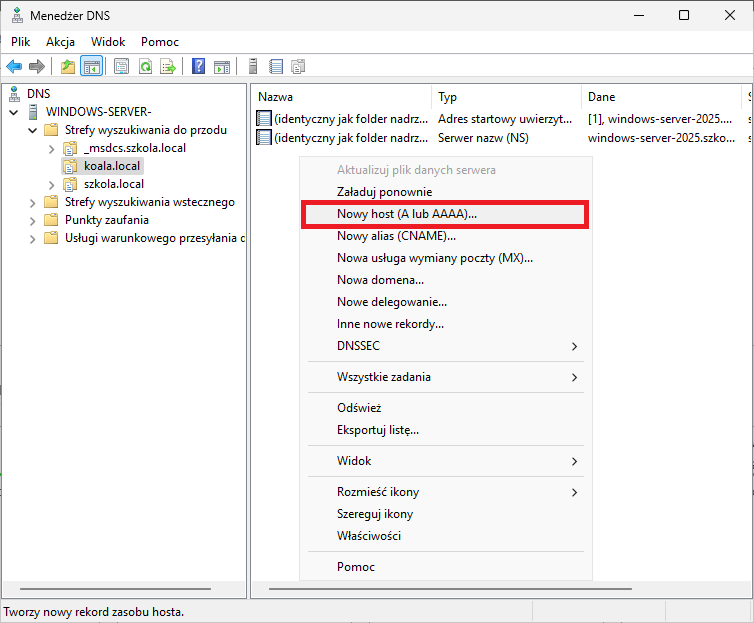 Menedżer DNS
Plik Akcja Widok Pomoc
DNS
WINDOWS-SERVER-
Strefy wyszukiwania do przodu
_msdcs.szkola.local
koala.local
szkola.local
Strefy wyszukiwania wstecznego
Punkty zaufania
Usługi warunkowego przesyłania d
Nazwa Typ Dane
(identyczny jak folder nadrz... Adres startowy uwierzyt... [1], windows-server-2025....
(identyczny jak folder nadrz... Serwer nazw (NS) windows-server-2025.szko...
Aktualizuj plik danych serwera
Załaduj ponownie
Nowy host (A lub AAAA)...
Nowy alias (CNAME)...
Nowa usługa wymiany poczty (MX)...
Nowa domena...
Nowe delegowanie...
Inne nowe rekordy...
DNSSEC
Wszystkie zadania
Odśwież
Eksportuj listę...
Widok
Rozmieść ikony
Szereguj ikony
Właściwości
Pomoc
Tworzy nowy rekord zasobu hosta.